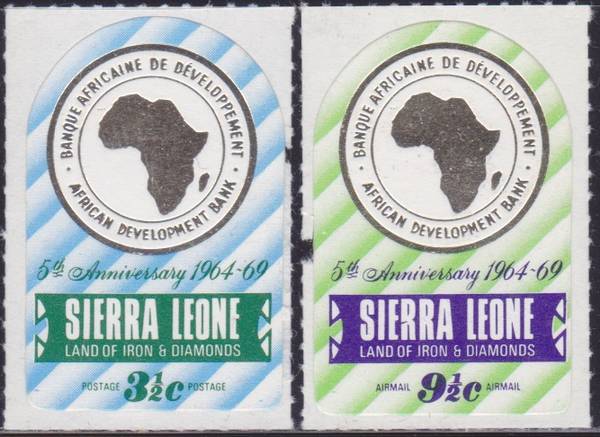 · BANQUE AFRICAINE DE DÉVELOPPEMENT ·
AFRICAN DEVELOPMENT BANK
5th Anniversary 1964-69
SIERRA LEONE
LAND OF IRON & DIAMONDS
POSTAGE 3½c POSTAGE
· BANQUE AFRICAINE DE DÉVELOPPEMENT ·
AFRICAN DEVELOPMENT BANK
5th Anniversary 1964-69
SIERRA LEONE
LAND OF IRON & DIAMONDS
AIRMAIL 9½c AIRMAIL